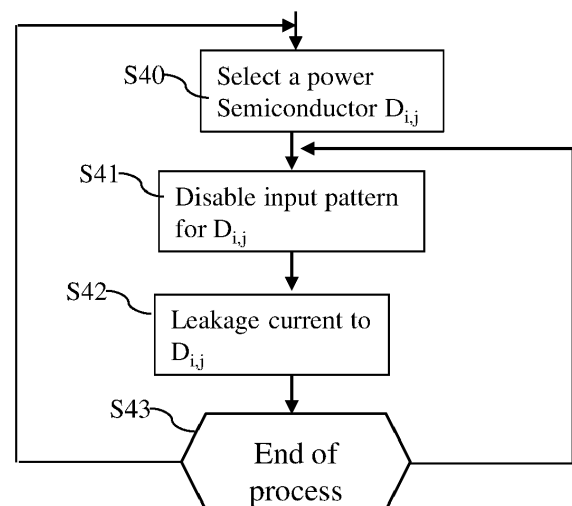 S40
Select a power
Semiconductor Di,j
S41
Disable input pattern
for Di,j
S42
Leakage current to
Di,j
S43
End of
process